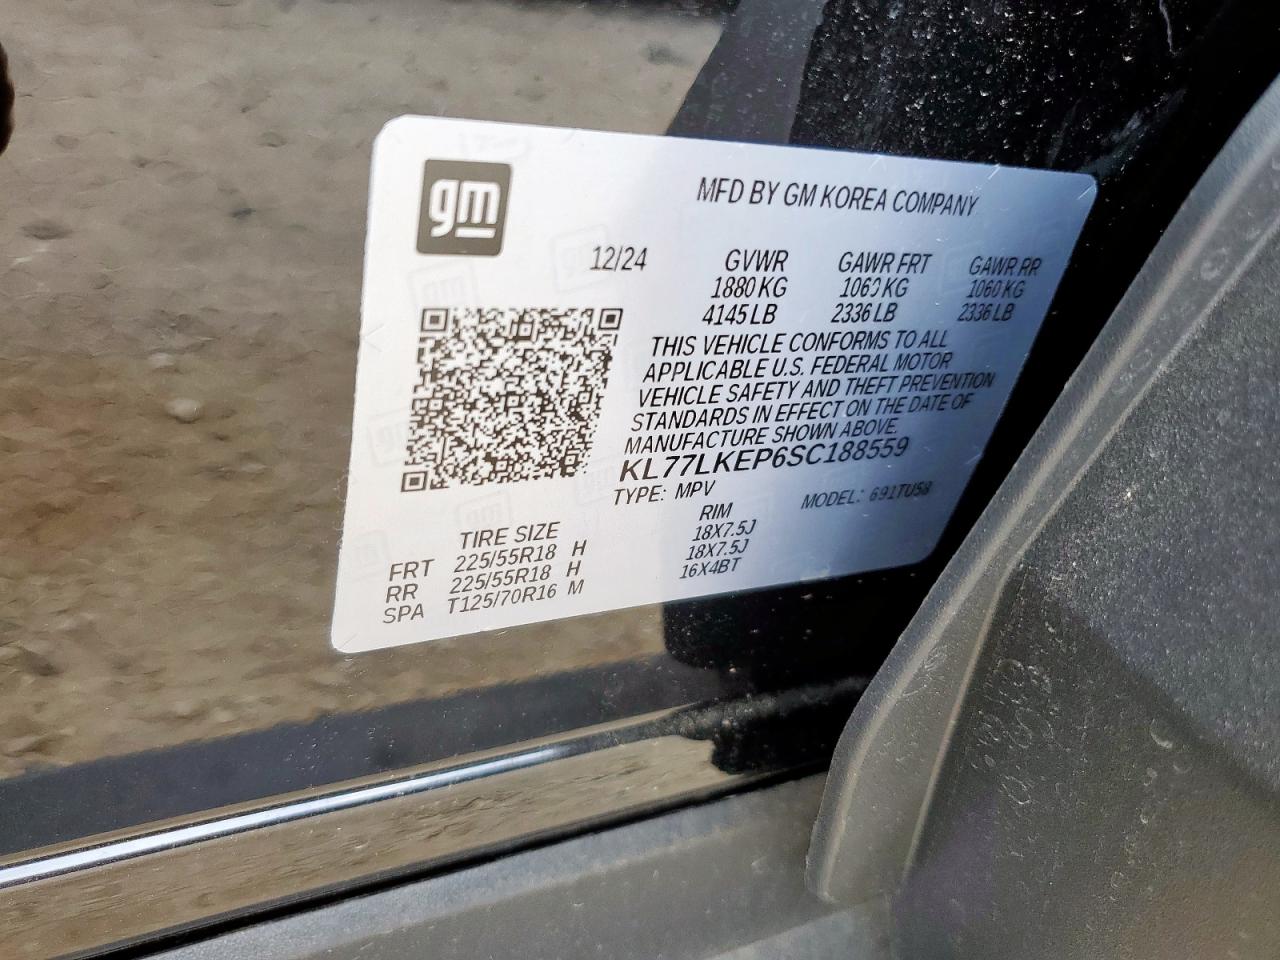 gm
MFD BY GM KOREA COMPANY
12/24 GVWR GAWR FRT GAWR RR
1880 KG 1060 KG 1060 KG
4145 LB 2336 LB 2336 LB
THIS VEHICLE CONFORMS TO ALL
APPLICABLE U.S. FEDERAL MOTOR
VEHICLE SAFETY AND THEFT PREVENTION
STANDARDS IN EFFECT ON THE DATE OF
MANUFACTURE SHOWN ABOVE.
KL77LKEP6SC188559
TYPE: MPV MODEL: 691TU58
TIRE SIZE RIM
FRT 225/55R18 H 18X7.5J
RR 225/55R18 H 18X7.5J
SPA T125/70R16 M 16X4BT